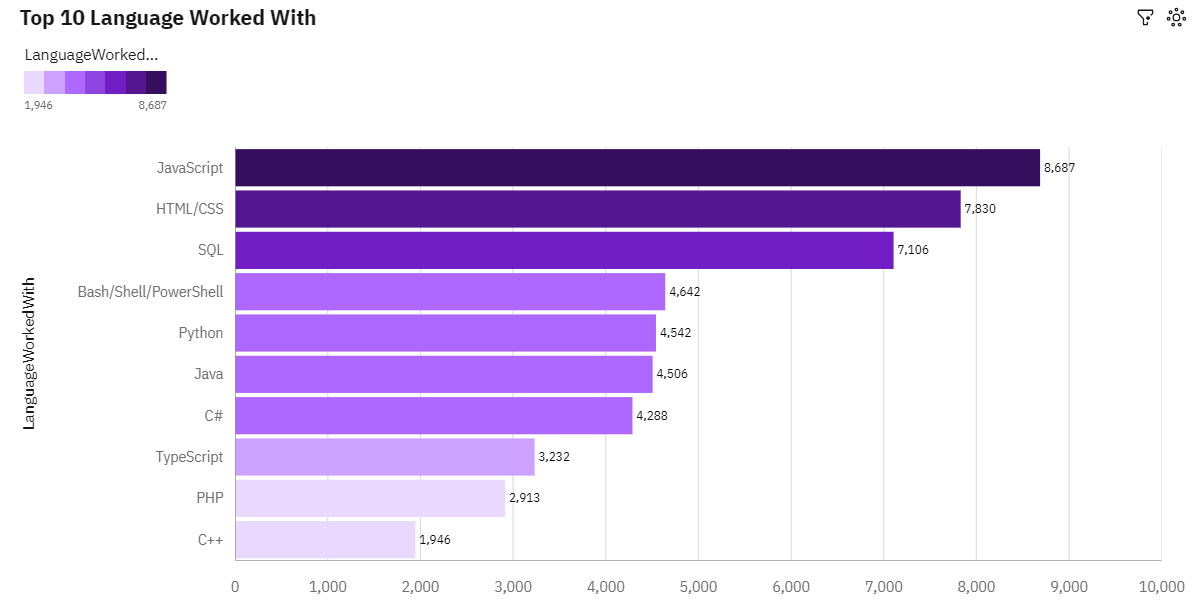 Top 10 Language Worked With
LanguageWorked...
1,946 8,687
LanguageWorkedWith
JavaScript 8,687
HTML/CSS 7,830
SQL 7,106
Bash/Shell/PowerShell 4,642
Python 4,542
Java 4,506
C# 4,288
TypeScript 3,232
PHP 2,913
C++ 1,946
0 1,000 2,000 3,000 4,000 5,000 6,000 7,000 8,000 9,000 10,000